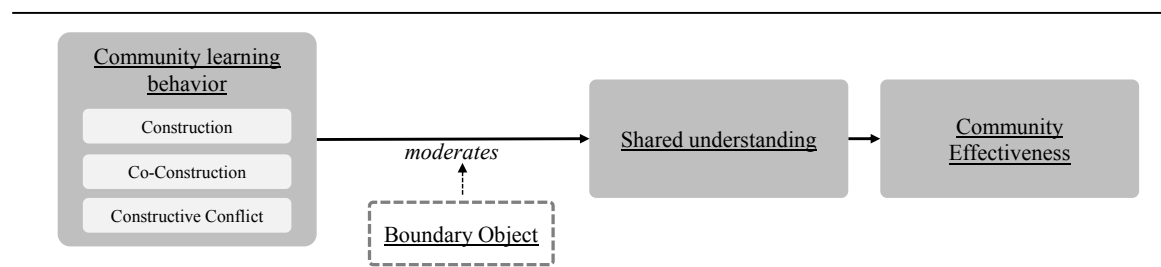 Community learning
behavior
Construction
Co-Construction
Constructive Conflict
moderates
Boundary Object
Shared understanding
Community
Effectiveness